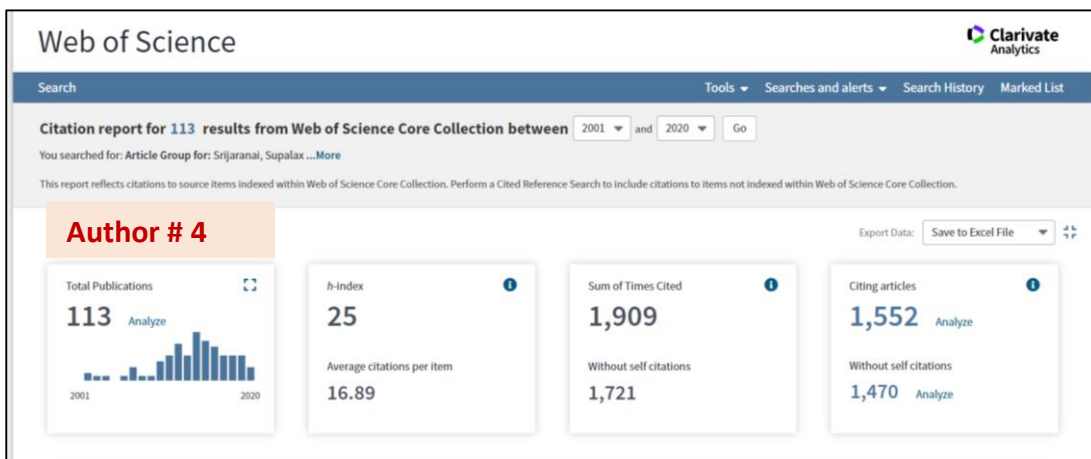 Web of Science
Clarivate
Analytics
Search
Tools
Searches and alerts
Search History
Marked List
Citation report for 113 results from Web of Science Core Collection between 2001 and 2020 Go
You searched for: Article Group for: Srijaranai, Supalax ...More
This report reflects citations to source items indexed within Web of Science Core Collection. Perform a Cited Reference Search to include citations to items not indexed within Web of Science Core Collection.
Author # 4
Export Data: Save to Excel File
Total Publications
113 Analyze
2001 2020
h-index
25
Average citations per item
16.89
Sum of Times Cited
1,909
Without self citations
1,721
Citing articles
1,552 Analyze
Without self citations
1,470 Analyze